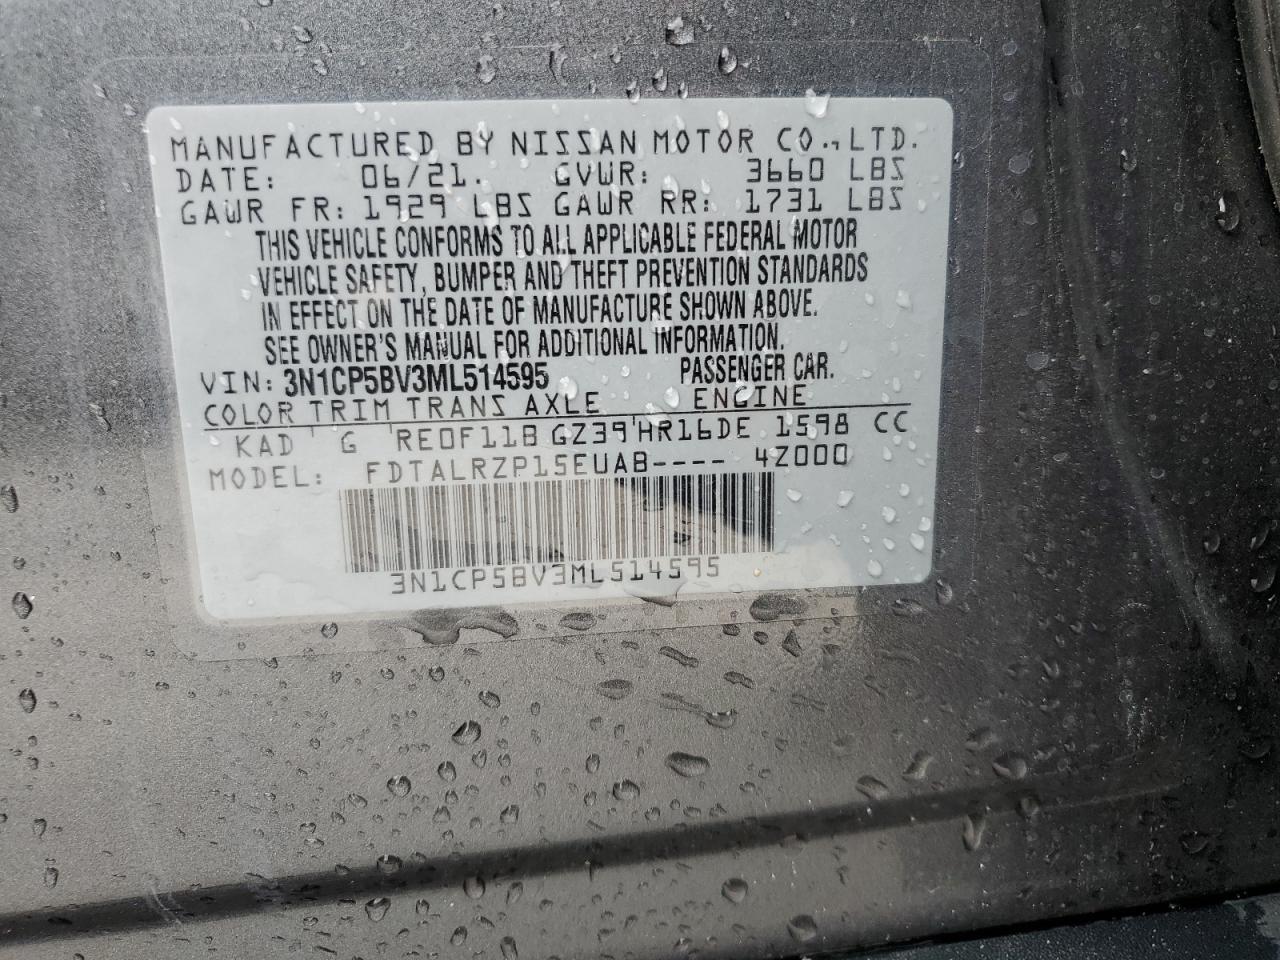 MANUFACTURED BY NISSAN MOTOR CO., LTD.
DATE: 06/21. GVWR: 3660 LBS
GAWR FR: 1929 LBS GAWR RR: 1731 LBS
THIS VEHICLE CONFORMS TO ALL APPLICABLE FEDERAL MOTOR
VEHICLE SAFETY, BUMPER AND THEFT PREVENTION STANDARDS
IN EFFECT ON THE DATE OF MANUFACTURE SHOWN ABOVE.
SEE OWNER'S MANUAL FOR ADDITIONAL INFORMATION.
VIN: 3N1CP5BV3ML514595 PASSENGER CAR.
COLOR TRIM TRANS AXLE ENGINE
KAD ' G ' RE0F11B GZ39 ' HR16DE 1598 CC
MODEL: FDTALRZP15EUAB---- 4Z000
3N1CP5BV3ML514595